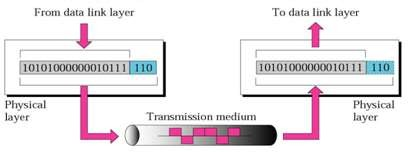 From data link layer
To data link layer
10101000000010111 110
10101000000010111 110
Physical
layer
Transmission medium
Physical
layer